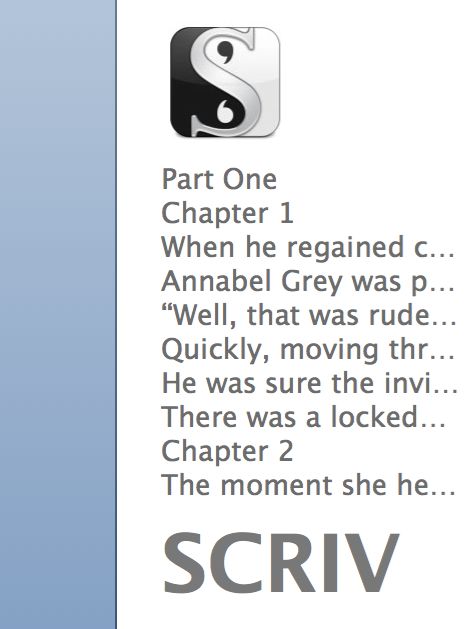 Part One
Chapter 1
When he regained c…
Annabel Grey was p…
“Well, that was rude…
Quickly, moving thr…
He was sure the invi…
There was a locked…
Chapter 2
The moment she he…
SCRIV